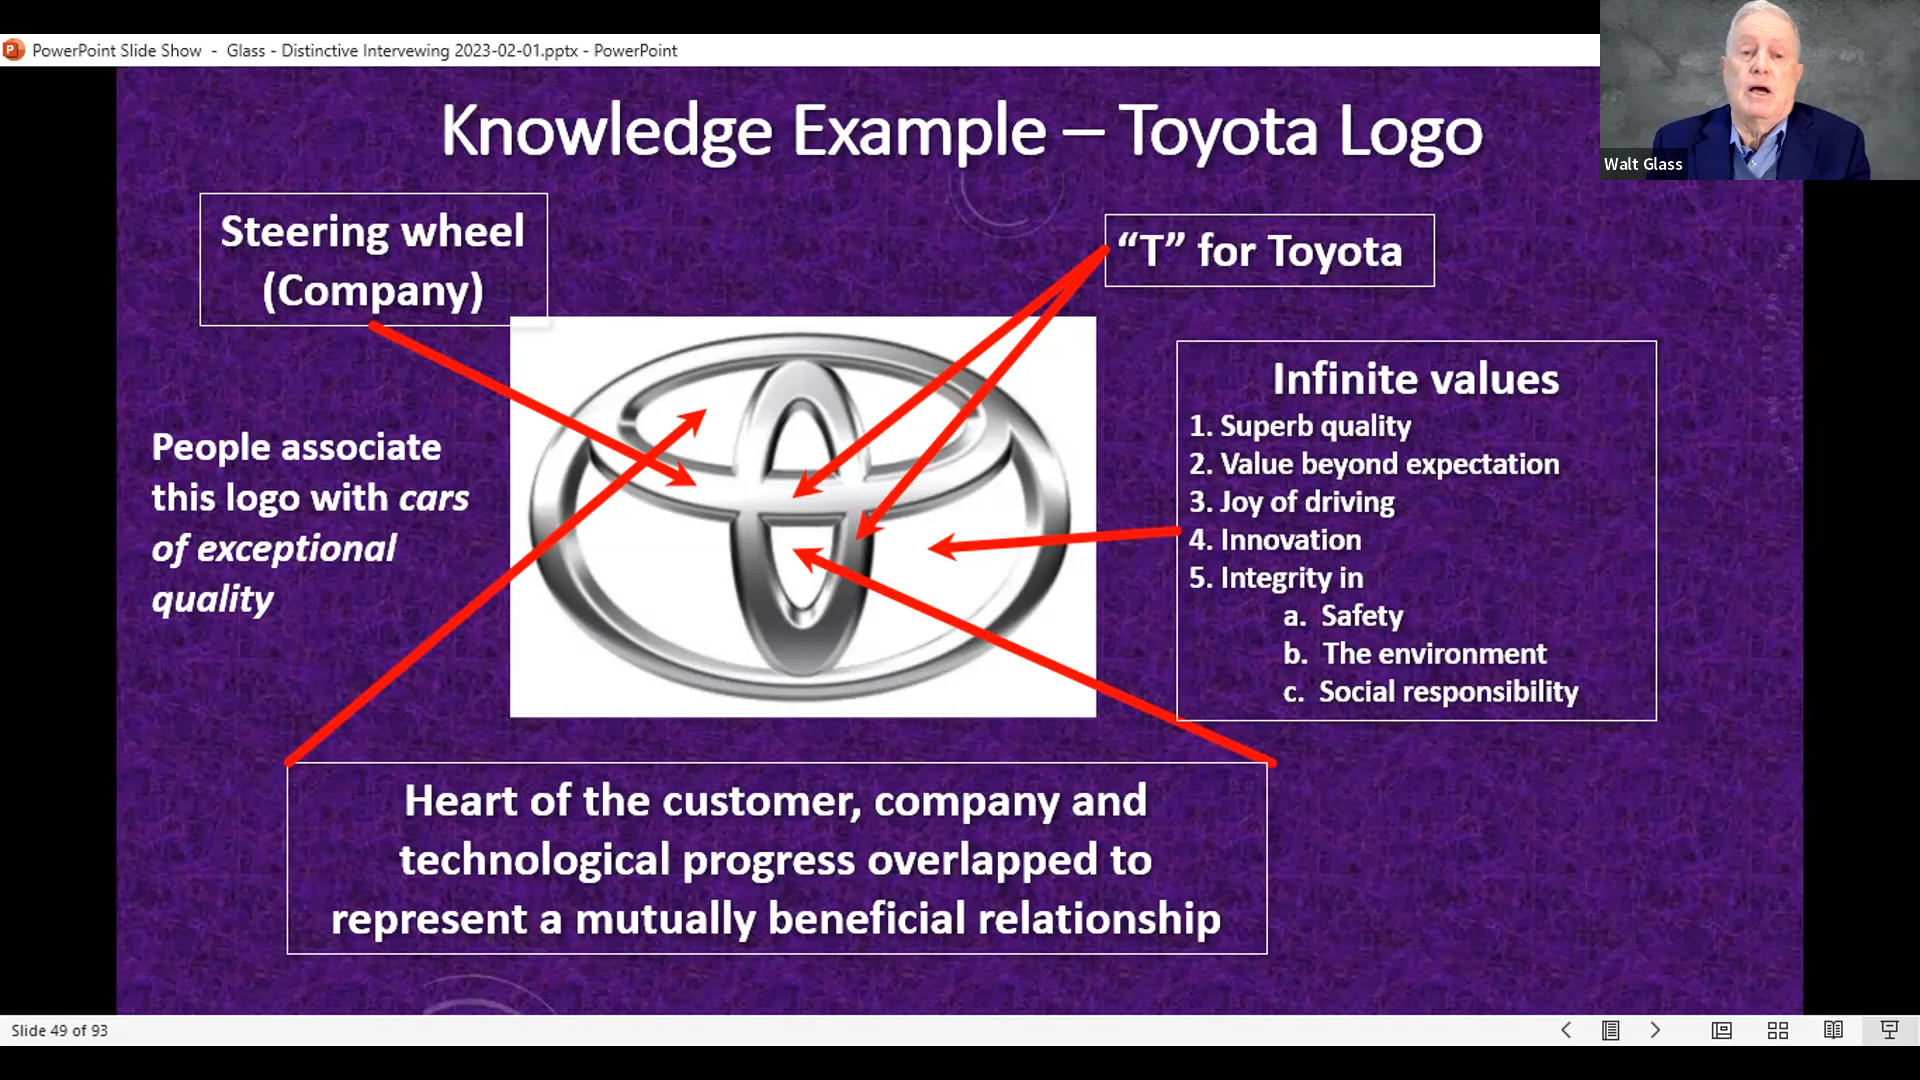 PowerPoint Slide Show - Glass - Distinctive Intervewing 2023-02-01.pptx - PowerPoint
Walt Glass
Knowledge Example – Toyota Logo
Steering wheel
(Company)
“T” for Toyota
People associate
this logo with cars
of exceptional
quality
Infinite values
1. Superb quality
2. Value beyond expectation
3. Joy of driving
4. Innovation
5. Integrity in
a. Safety
b. The environment
c. Social responsibility
Heart of the customer, company and
technological progress overlapped to
represent a mutually beneficial relationship
Slide 49 of 93